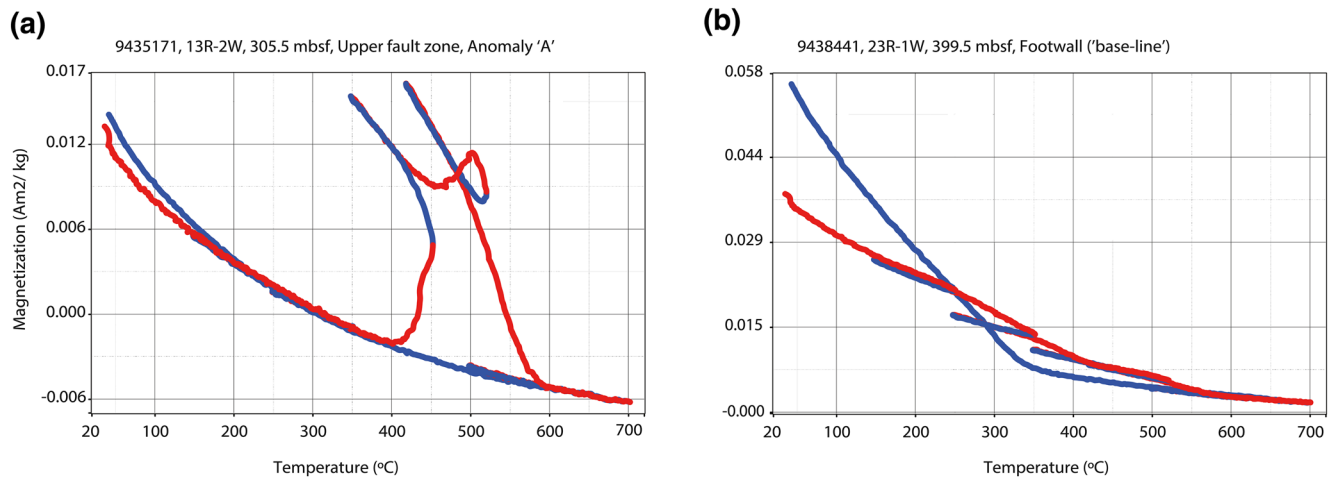 (a)
9435171, 13R-2W, 305.5 mbsf, Upper fault zone, Anomaly ‘A’
0.017
0.012
0.006
0.000
-0.006
Magnetization (Am2/ kg)
20 100 200 300 400 500 600 700
Temperature (ºC)
(b)
9438441, 23R-1W, 399.5 mbsf, Footwall (‘base-line’)
0.058
0.044
0.029
0.015
-0.000
20 100 200 300 400 500 600 700
Temperature (ºC)